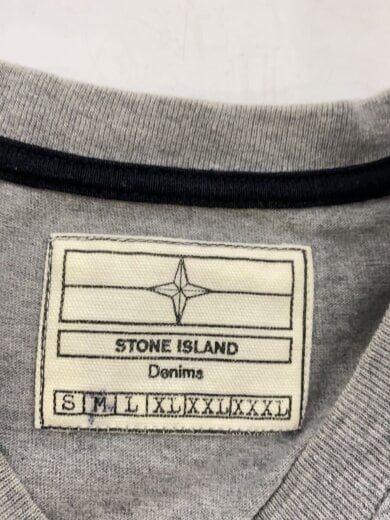 STONE ISLAND
Denims
S M L XL XXL XXXL